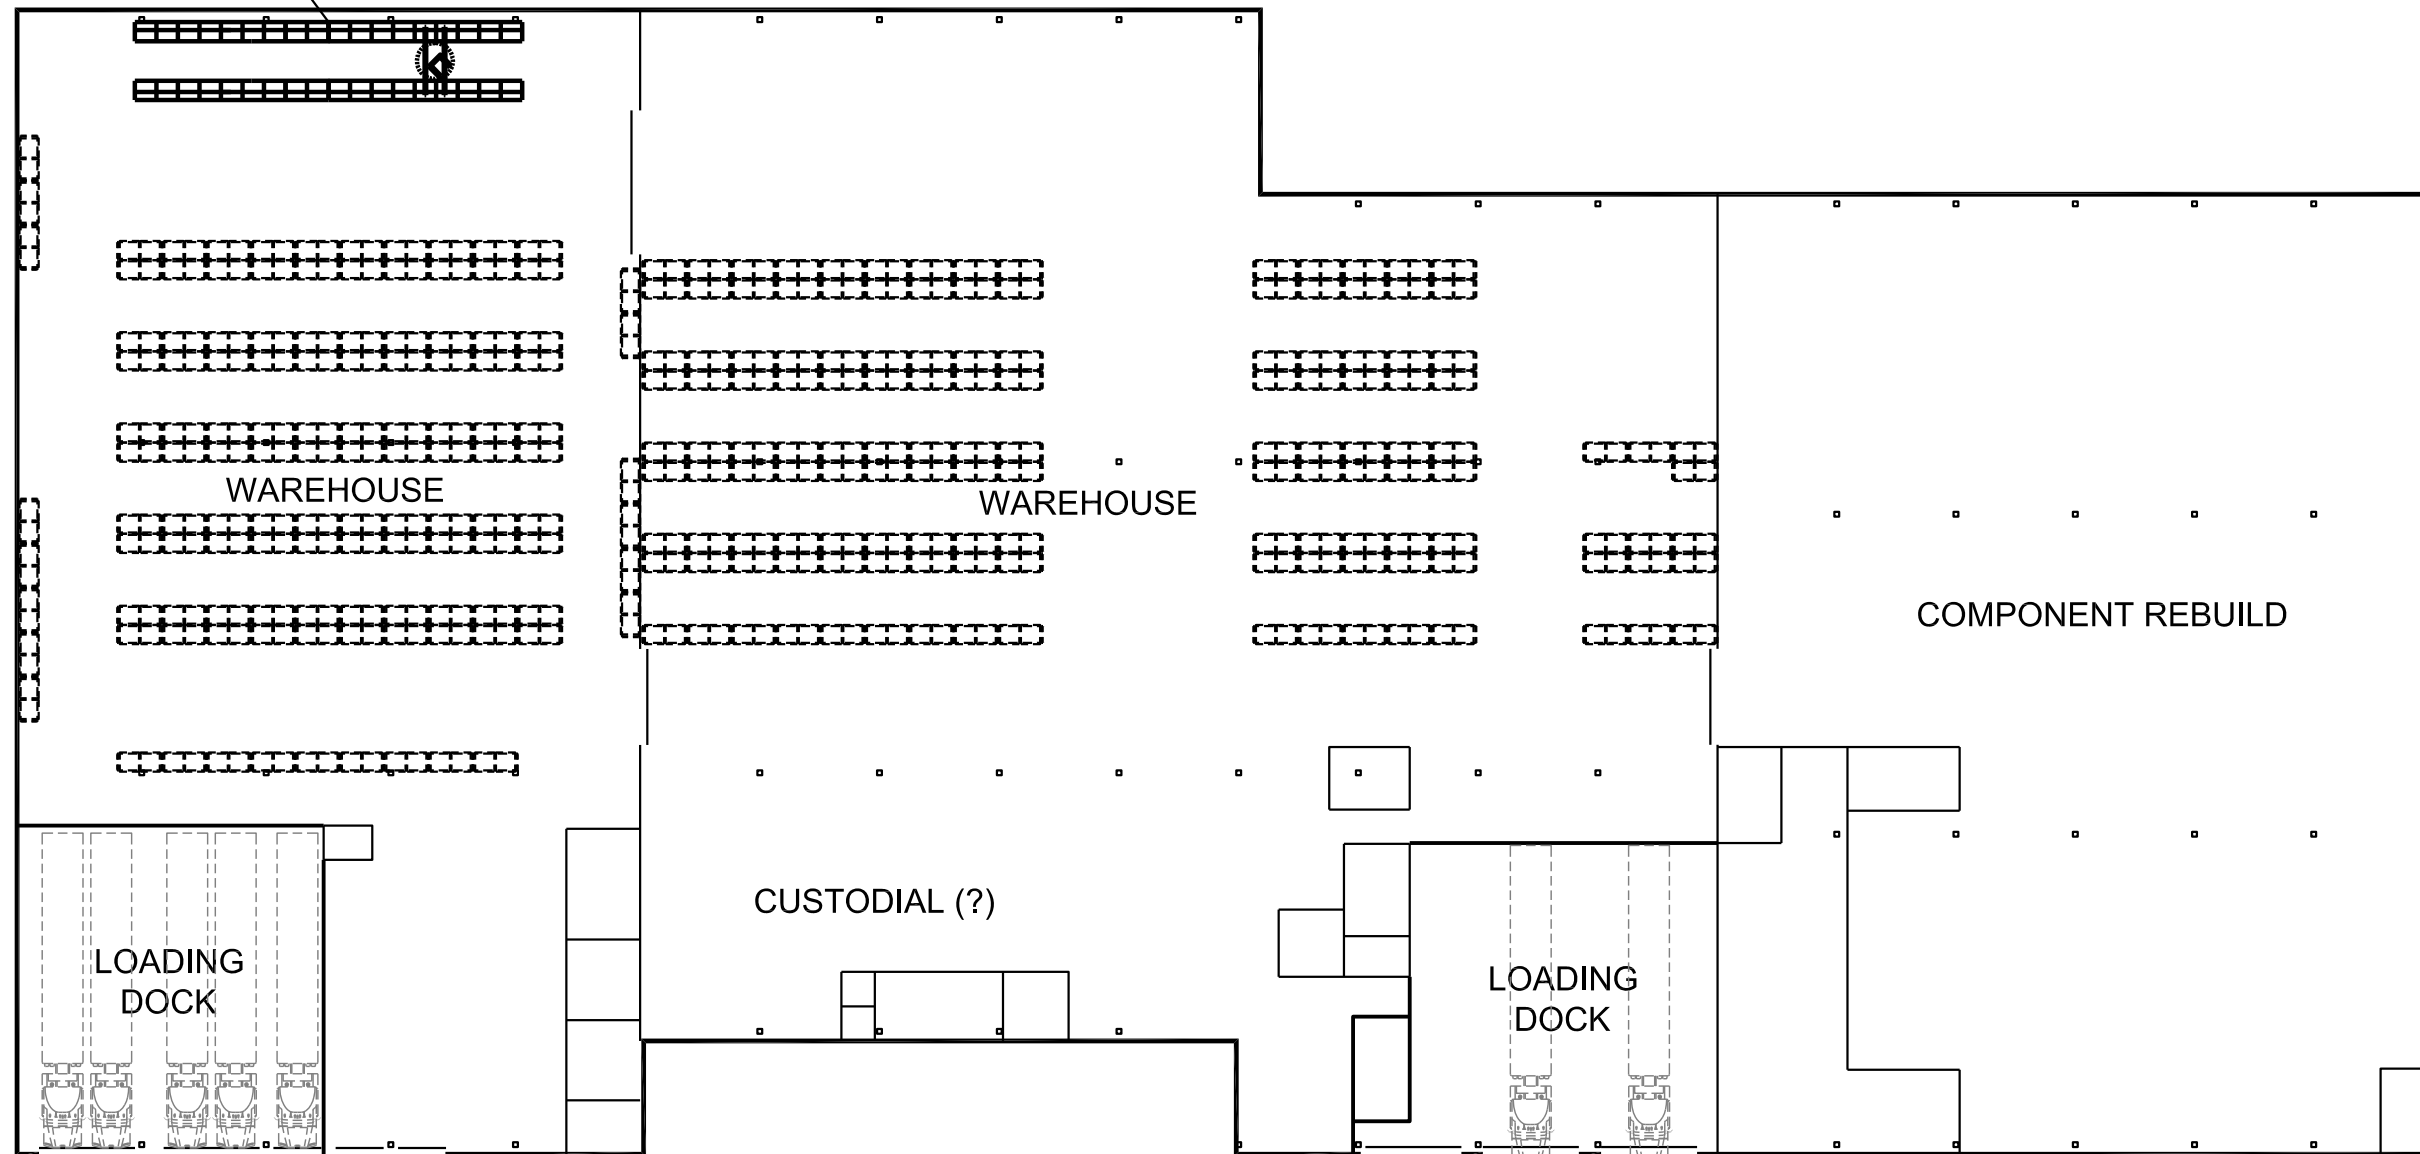 WAREHOUSE
WAREHOUSE
COMPONENT REBUILD
CUSTODIAL (?)
LOADING
DOCK
LOADING
DOCK